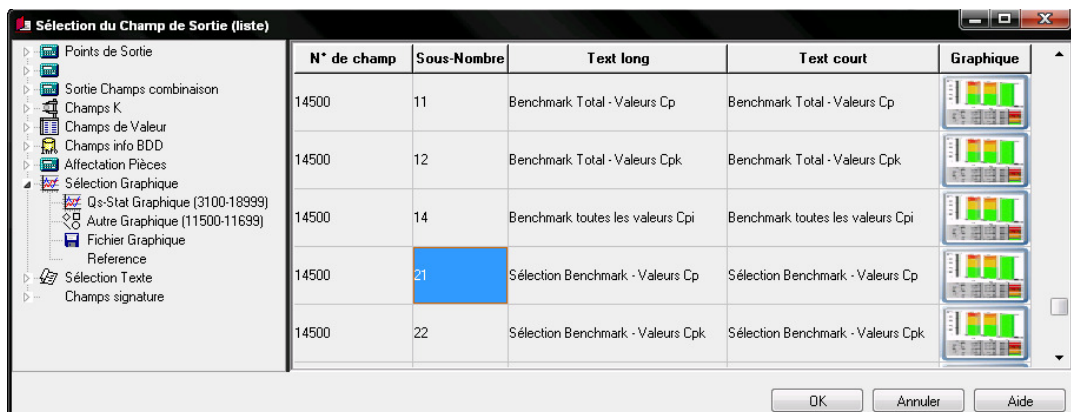 Sélection du Champ de Sortie (liste)
Points de Sortie
Sortie Champs combinaison
Champs K
Champs de Valeur
Champs info BDD
Affectation Pièces
Sélection Graphique
Qs-Stat Graphique (3100-18999)
Autre Graphique (11500-11699)
Fichier Graphique
Reference
Sélection Texte
Champs signature
N° de champ Sous-Nombre Text long Text court Graphique
14500 11 Benchmark Total - Valeurs Cp Benchmark Total - Valeurs Cp
14500 12 Benchmark Total - Valeurs Cpk Benchmark Total - Valeurs Cpk
14500 14 Benchmark toutes les valeurs Cpi Benchmark toutes les valeurs Cpi
14500 21 Sélection Benchmark - Valeurs Cp Sélection Benchmark - Valeurs Cp
14500 22 Sélection Benchmark - Valeurs Cpk Sélection Benchmark - Valeurs Cpk
OK Annuler Aide